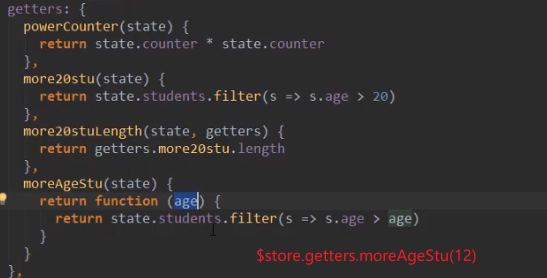 getters: {
powerCounter(state) {
return state.counter * state.counter
},
more20stu(state) {
return state.students.filter(s => s.age > 20)
},
more20stuLength(state, getters) {
return getters.more20stu.length
},
moreAgeStu(state) {
return function (age) {
return state.students.filter(s => s.age > age)
}
}
$store.getters.moreAgeStu(12)
},